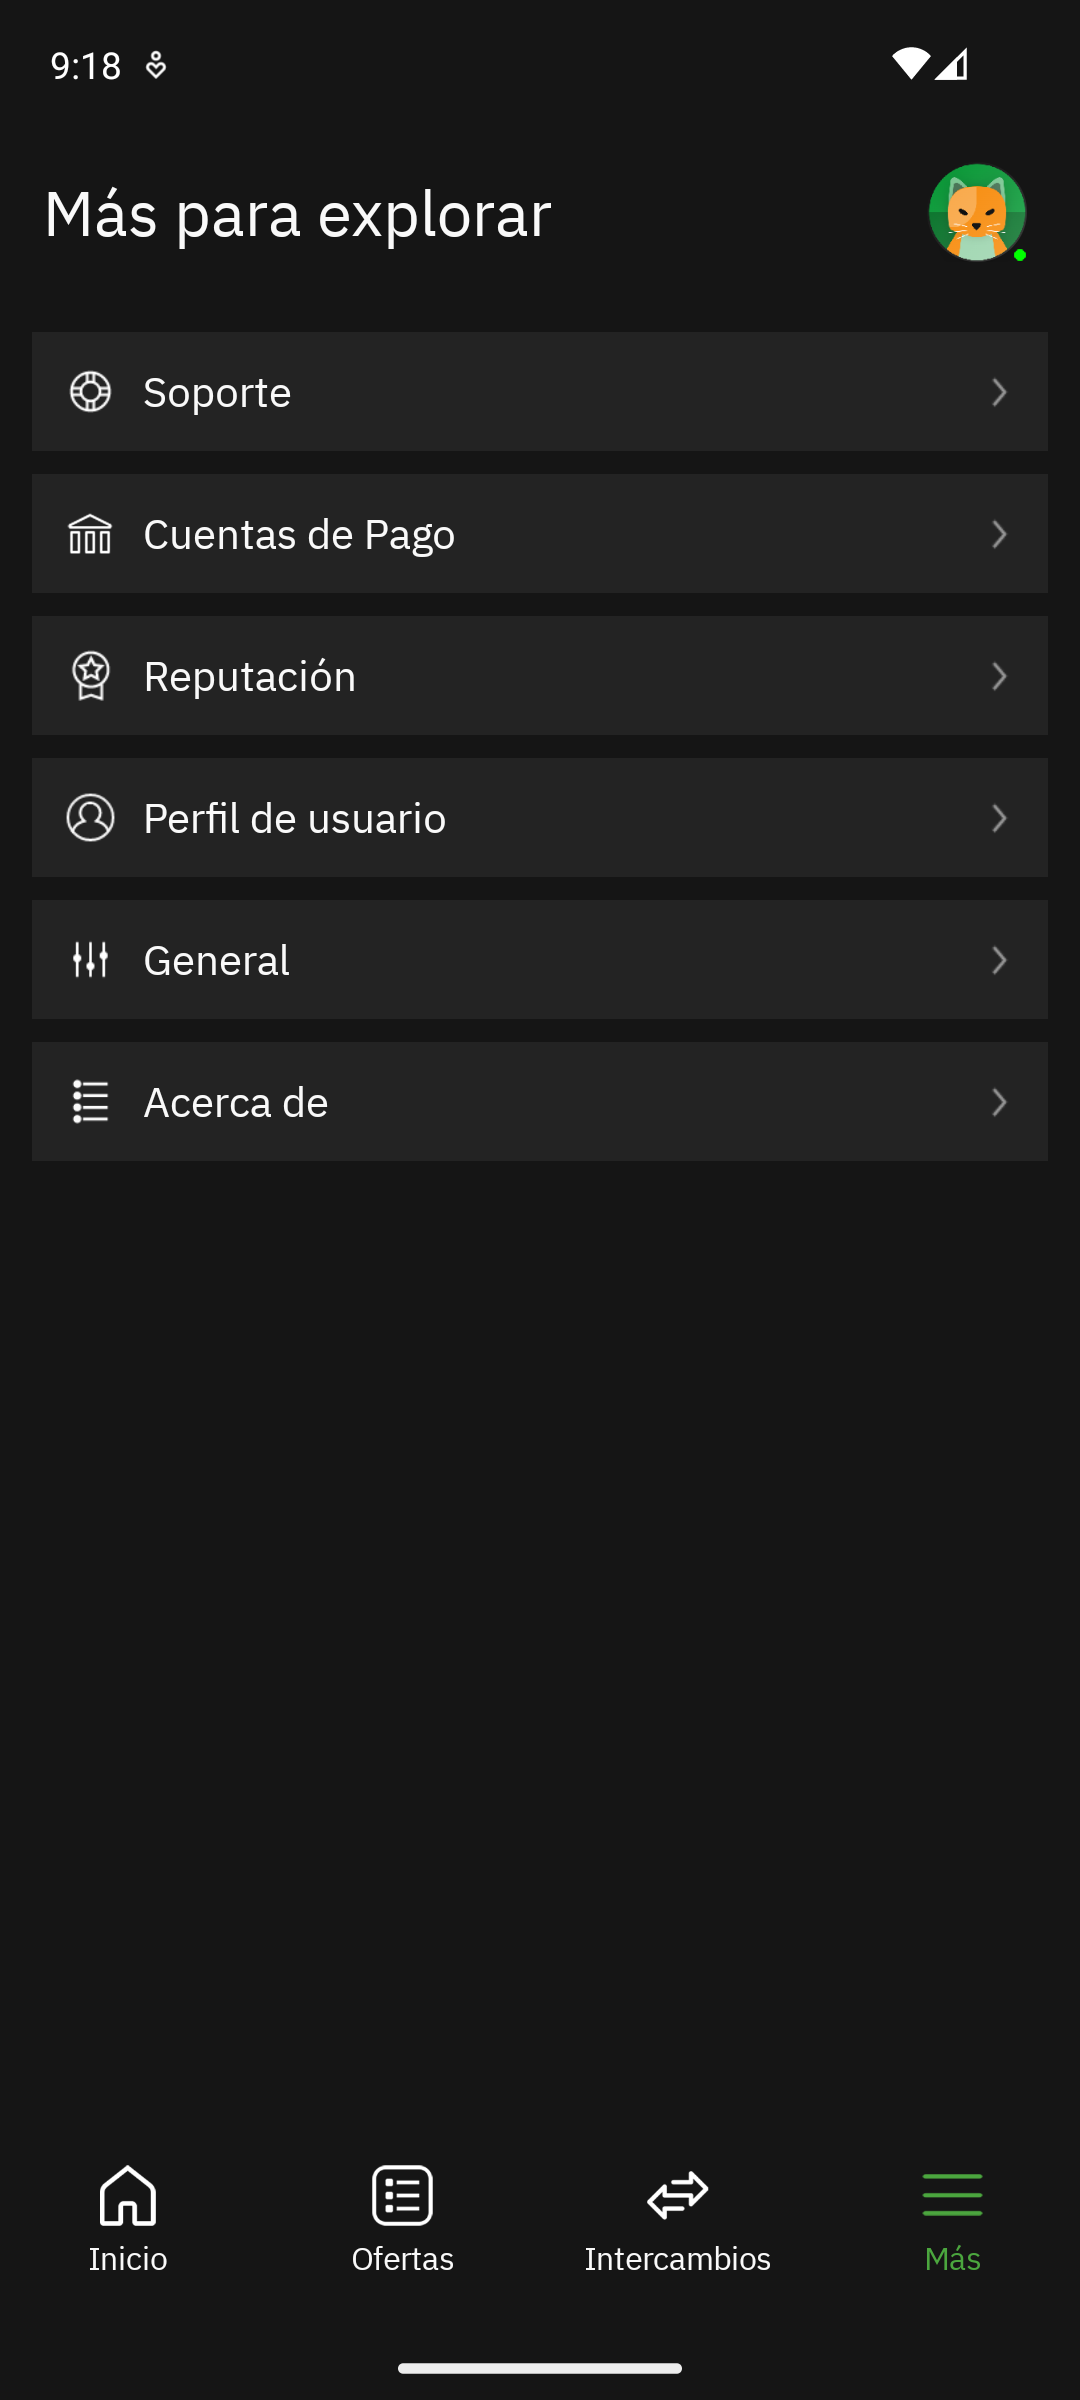 9:18
Más para explorar
Soporte
Cuentas de Pago
Reputación
Perfil de usuario
General
Acerca de
Inicio
Ofertas
Intercambios
Más